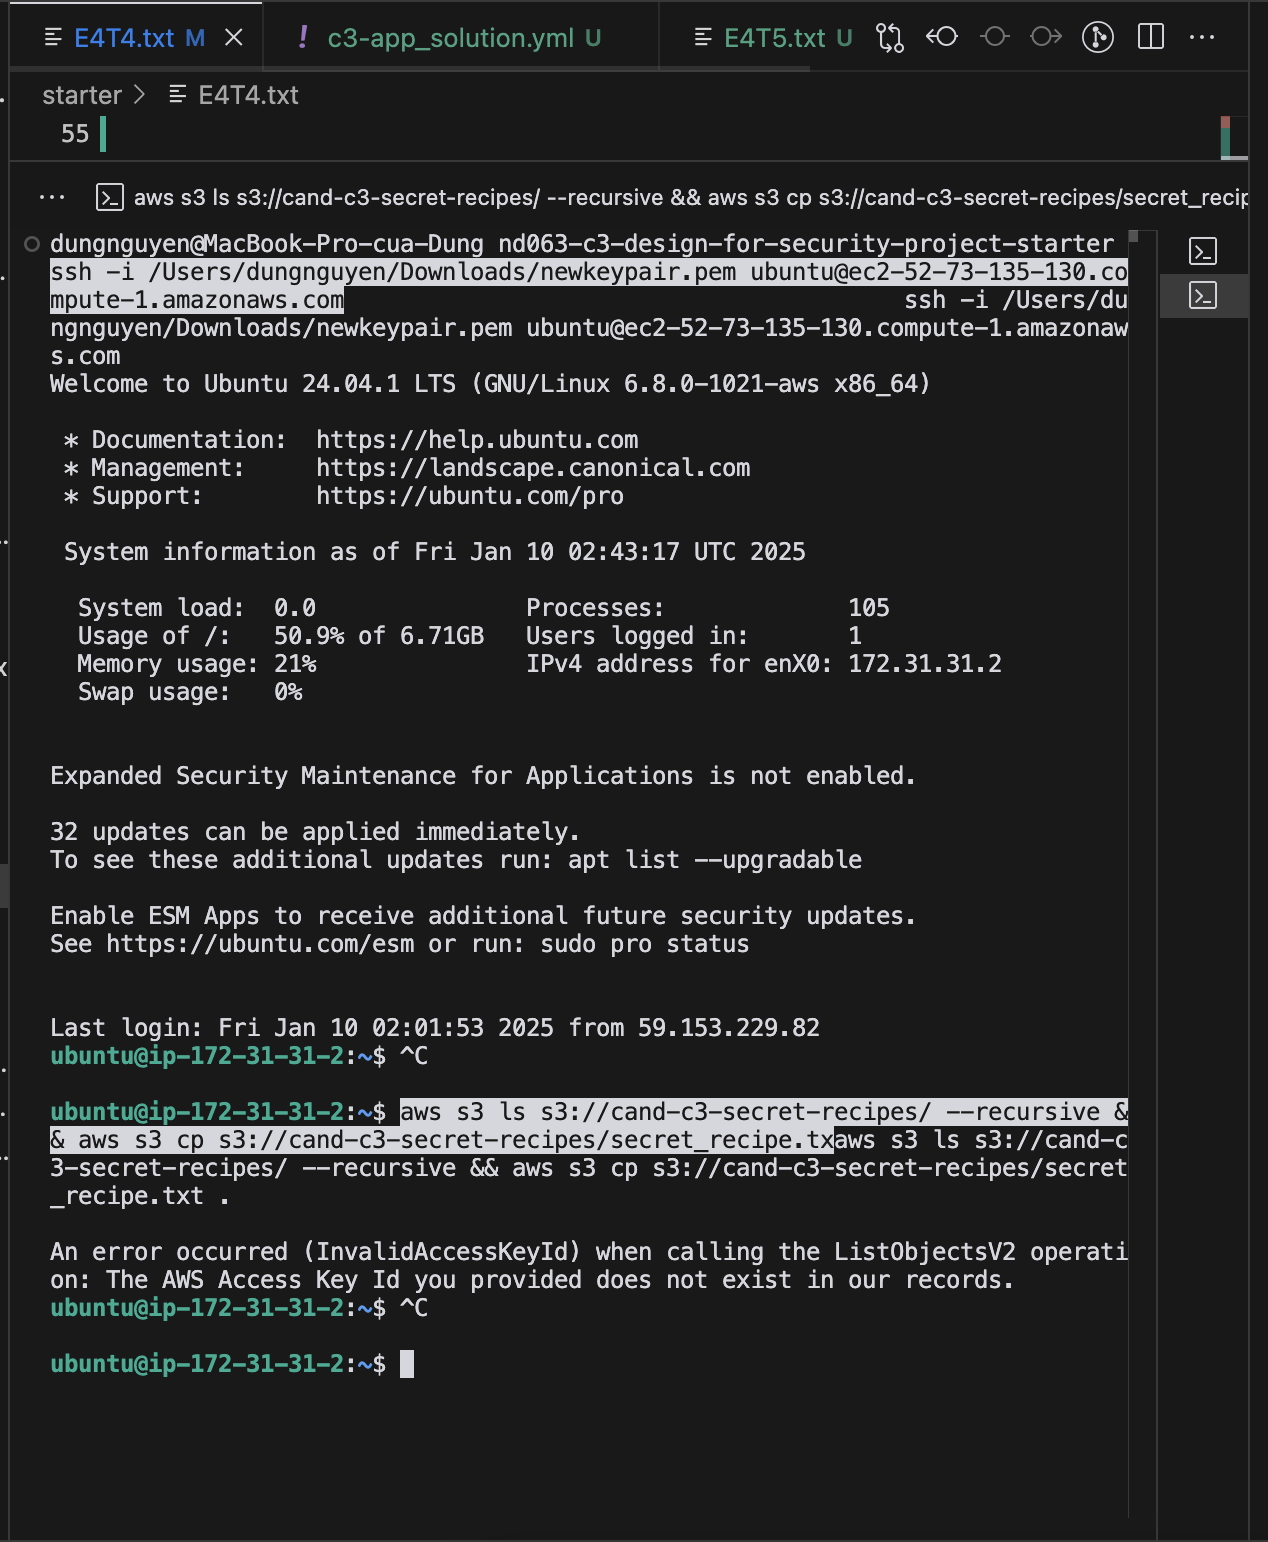 E4T4.txt M
! c3-app_solution.yml U
E4T5.txt U
starter > E4T4.txt
55
... aws s3 ls s3://cand-c3-secret-recipes/ --recursive && aws s3 cp s3://cand-c3-secret-recipes/secret_recip
dungnguyen@MacBook-Pro-cua-Dung nd063-c3-design-for-security-project-starter
ssh -i /Users/dungnguyen/Downloads/newkeypair.pem ubuntu@ec2-52-73-135-130.co
mpute-1.amazonaws.com ssh -i /Users/du
ngnguyen/Downloads/newkeypair.pem ubuntu@ec2-52-73-135-130.compute-1.amazonaw
s.com
Welcome to Ubuntu 24.04.1 LTS (GNU/Linux 6.8.0-1021-aws x86_64)
* Documentation: https://help.ubuntu.com
* Management: https://landscape.canonical.com
* Support: https://ubuntu.com/pro
System information as of Fri Jan 10 02:43:17 UTC 2025
System load: 0.0 Processes: 105
Usage of /: 50.9% of 6.71GB Users logged in: 1
Memory usage: 21% IPv4 address for enX0: 172.31.31.2
Swap usage: 0%
Expanded Security Maintenance for Applications is not enabled.
32 updates can be applied immediately.
To see these additional updates run: apt list --upgradable
Enable ESM Apps to receive additional future security updates.
See https://ubuntu.com/esm or run: sudo pro status
Last login: Fri Jan 10 02:01:53 2025 from 59.153.229.82
ubuntu@ip-172-31-31-2:~$ ^C
ubuntu@ip-172-31-31-2:~$ aws s3 ls s3://cand-c3-secret-recipes/ --recursive &
& aws s3 cp s3://cand-c3-secret-recipes/secret_recipe.txaws s3 ls s3://cand-c
3-secret-recipes/ --recursive && aws s3 cp s3://cand-c3-secret-recipes/secret
_recipe.txt .
An error occurred (InvalidAccessKeyId) when calling the ListObjectsV2 operati
on: The AWS Access Key Id you provided does not exist in our records.
ubuntu@ip-172-31-31-2:~$ ^C
ubuntu@ip-172-31-31-2:~$